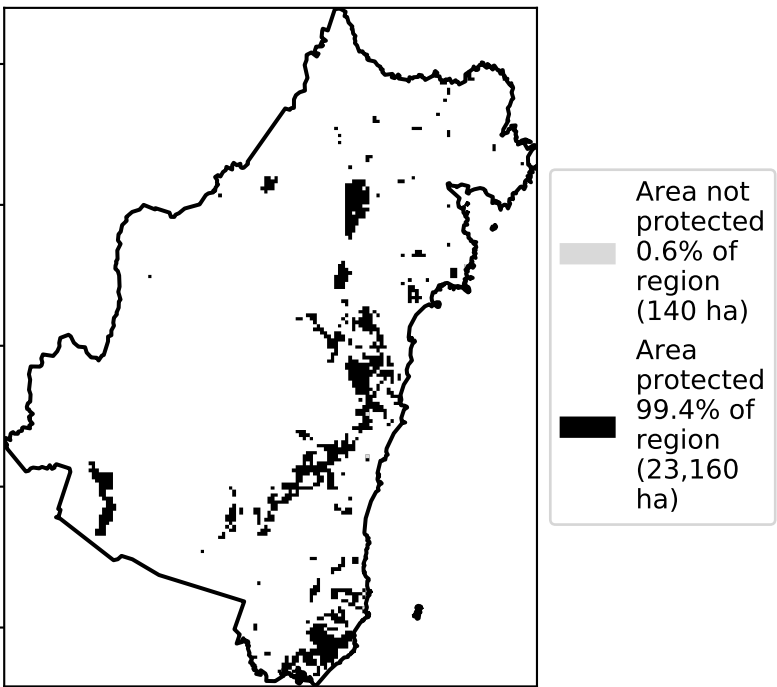 Area not
protected
0.6% of
region
(140 ha)
Area
protected
99.4% of
region
(23,160
ha)